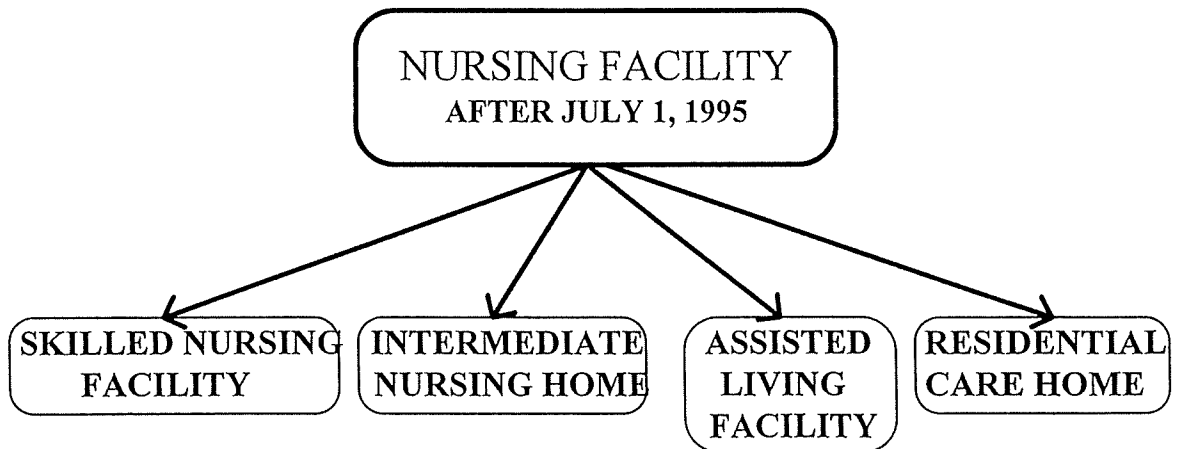 NURSING FACILITY
AFTER JULY 1, 1995
SKILLED NURSING
FACILITY
INTERMEDIATE
NURSING HOME
ASSISTED
LIVING
FACILITY
RESIDENTIAL
CARE HOME